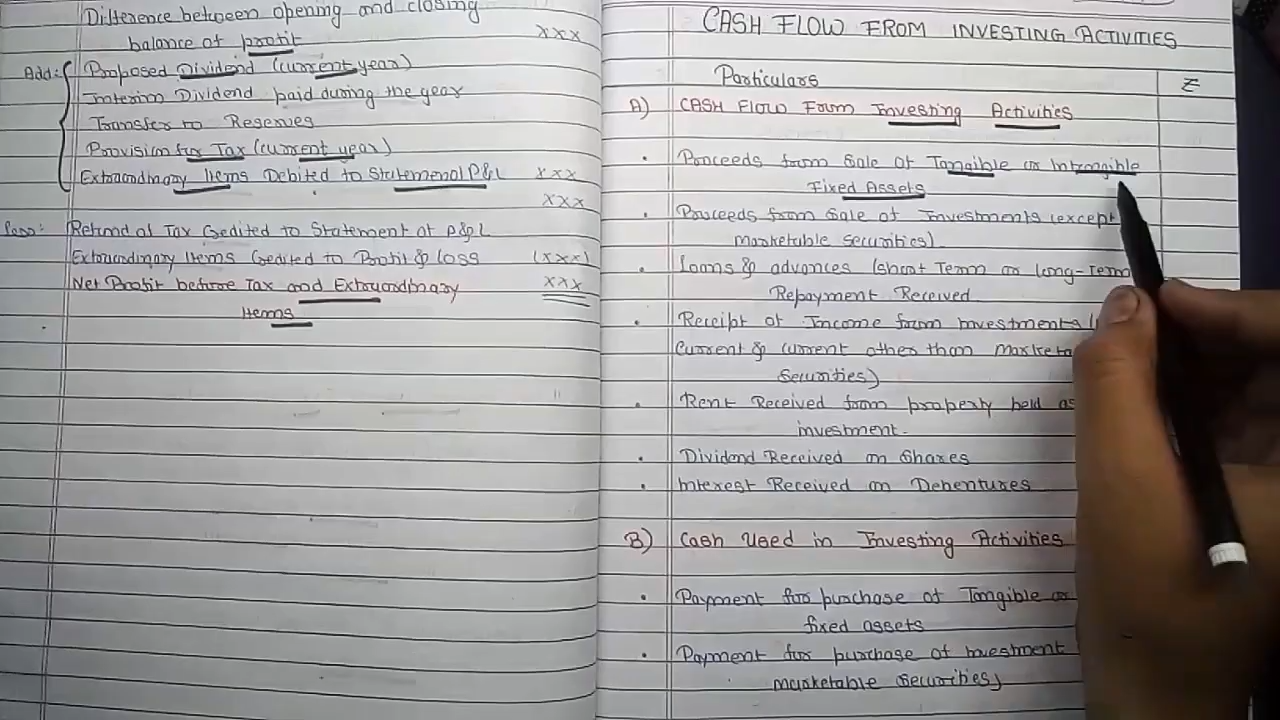 Difference between opening and closing
balance of profit xxx
Add: Proposed Dividend (current year)
Interim Dividend paid during the year
Transfer to Reserves
Provision for Tax (current year)
Extraordinary Items Debited to Statement of P&L xxx
xxx
Less: Refund of Tax Credited to Statement of P&L
Extraordinary Items Credited to Profit & Loss (xxx)
Net Profit before Tax and Extraordinary xxx
Items
CASH FLOW FROM INVESTING ACTIVITIES
Particulars ₹
A) CASH Flow From Investing Activities
• Proceeds from Sale of Tangible or Intangible
Fixed Assets
• Proceeds from Sale of Investments (except
marketable securities)
• Loans & advances (short Term or long-Term
Repayment Received
• Receipt of Income from investments (
Current & current other than Marketa
Securities)
• Rent Received from property held as
investment.
• Dividend Received on Shares
• Interest Received on Debentures
B) Cash Used in Investing Activities
• Payment for purchase of Tangible or
fixed assets
• Payment for purchase of investment
marketable securities)